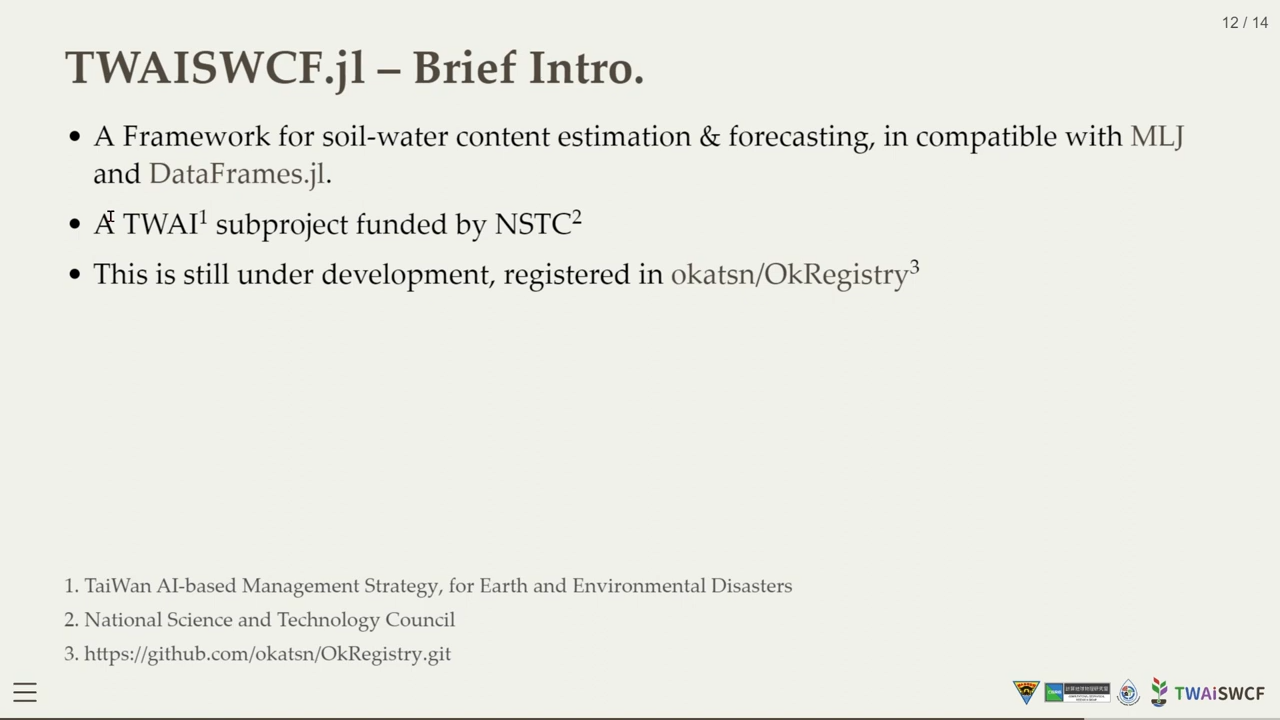 12 / 14
TWAISWCF.jl – Brief Intro.
• A Framework for soil-water content estimation & forecasting, in compatible with MLJ
and DataFrames.jl.
• A TWAI¹ subproject funded by NSTC²
• This is still under development, registered in okatsn/OkRegistry³
1. TaiWan AI-based Management Strategy, for Earth and Environmental Disasters
2. National Science and Technology Council
3. https://github.com/okatsn/OkRegistry.git
TWAiSWCF